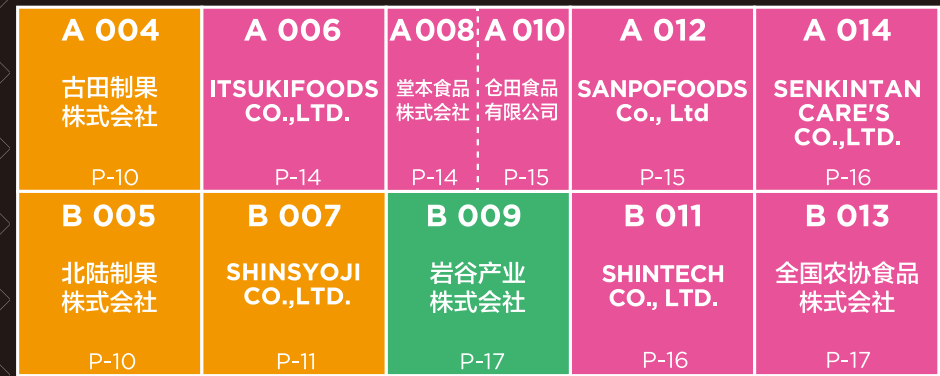 A 004
古田制果
株式会社
P-10
A 006
ITSUKIFOODS
CO.,LTD.
P-14
A 008
堂本食品
株式会社
P-14
A 010
仓田食品
有限公司
P-15
A 012
SANPOFOODS
Co., Ltd
P-15
A 014
SENKINTAN
CARE'S
CO.,LTD.
P-16
B 005
北陆制果
株式会社
P-10
B 007
SHINSYOJI
CO.,LTD.
P-11
B 009
岩谷产业
株式会社
P-17
B 011
SHINTECH
CO., LTD.
P-16
B 013
全国农协食品
株式会社
P-17